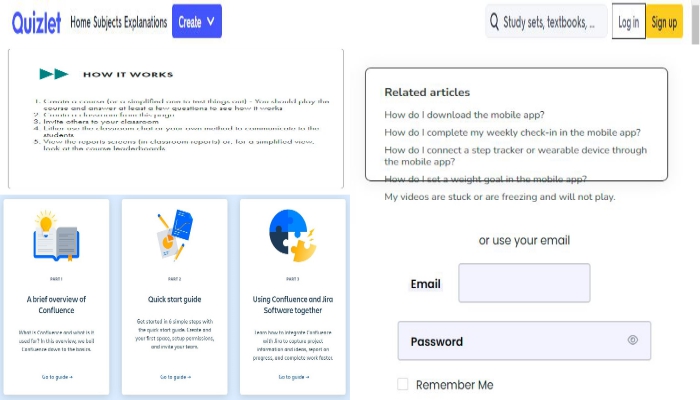 Quizlet Home Subjects Explanations Create Study sets, textbooks, ... Log in Sign up
HOW IT WORKS
1. Create a course (or a simplified one to test things out) - You should play the
course and answer at least a few questions to see how it works
2. Create a classroom from this page
3. Invite others to your classroom
4. Either use the classroom chat or your own method to communicate to the
students
5. View the reports screens (in classroom reports) or, for a simplified view,
look at the course leaderboards
PART 1
A brief overview of
Confluence
What is Confluence and what is it
used for? In this overview, we boil
Confluence down to the basics.
Go to guide →
PART 2
Quick start guide
Get started in 6 simple steps with
the quick start guide. Create and
your first space, setup permissions,
and invite your team.
Go to guide →
PART 3
Using Confluence and Jira
Software together
Learn how to integrate Confluence
with Jira to capture project
information and ideas, report on
progress, and complete work faster.
Go to guide →
Related articles
How do I download the mobile app?
How do I complete my weekly check-in in the mobile app?
How do I connect a step tracker or wearable device through
the mobile app?
How do I set a weight goal in the mobile app?
My videos are stuck or are freezing and will not play.
or use your email
Email
Password
Remember Me